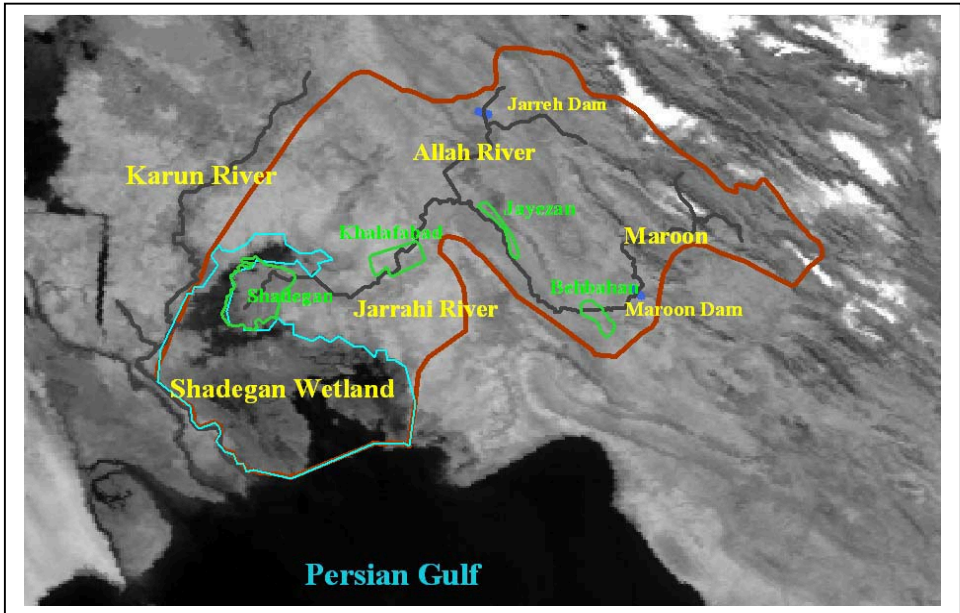 Jarreh Dam
Allah River
Karun River
Jayezan
Khalafabad
Maroon
Behbahan
Shadegan
Jarrahi River
Maroon Dam
Shadegan Wetland
Persian Gulf